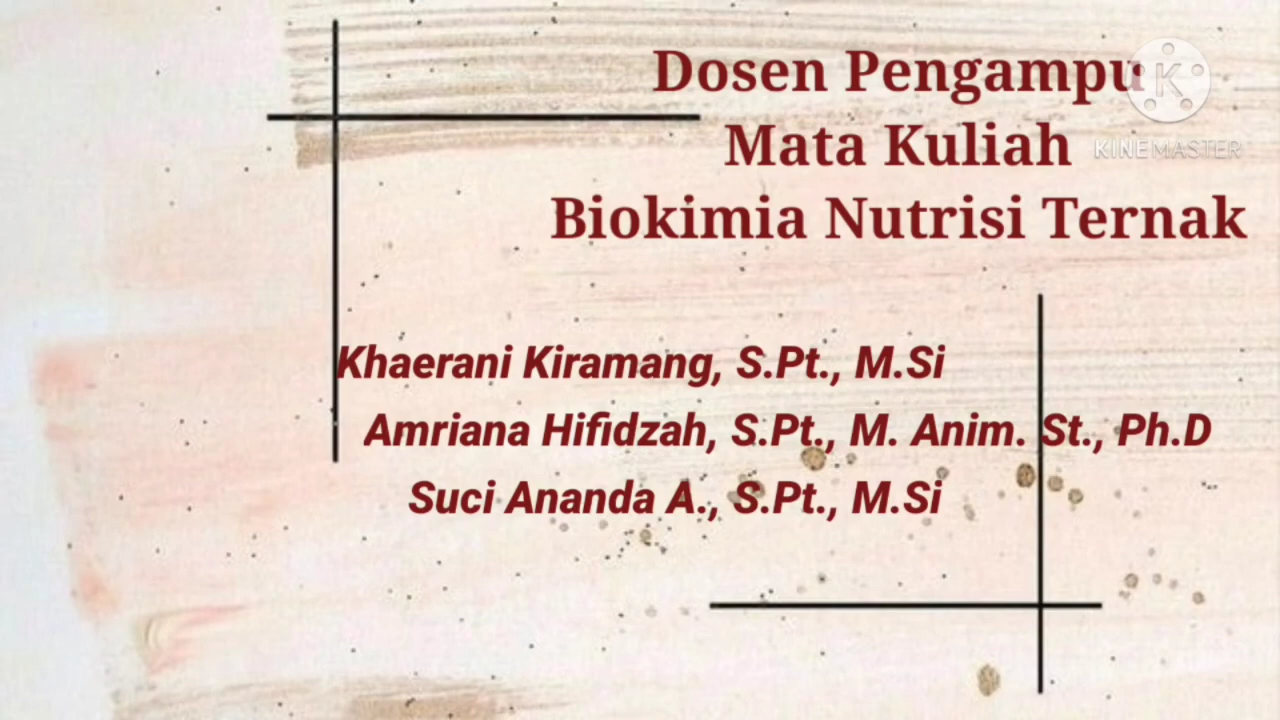 Dosen Pengampu
Mata Kuliah
Biokimia Nutrisi Ternak
KINEMASTER
Khaerani Kiramang, S.Pt., M.Si
Amriana Hifidzah, S.Pt., M. Anim. St., Ph.D
Suci Ananda A., S.Pt., M.Si